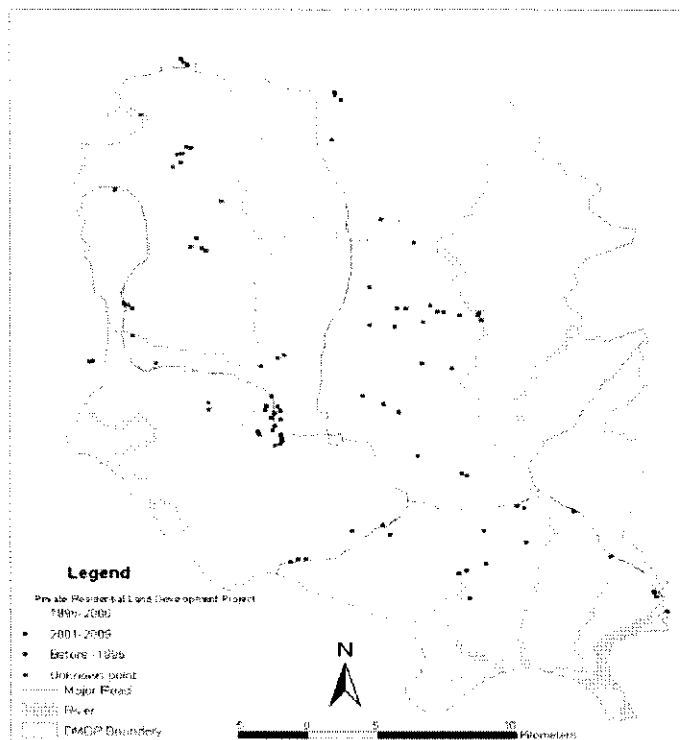 Legend
Private Residential Land Development Project
1996-2000
2001-2005
Before -1996
Unknown point
Major Road
River
DMDP Boundary
N
5 0 5 10 Kilometers